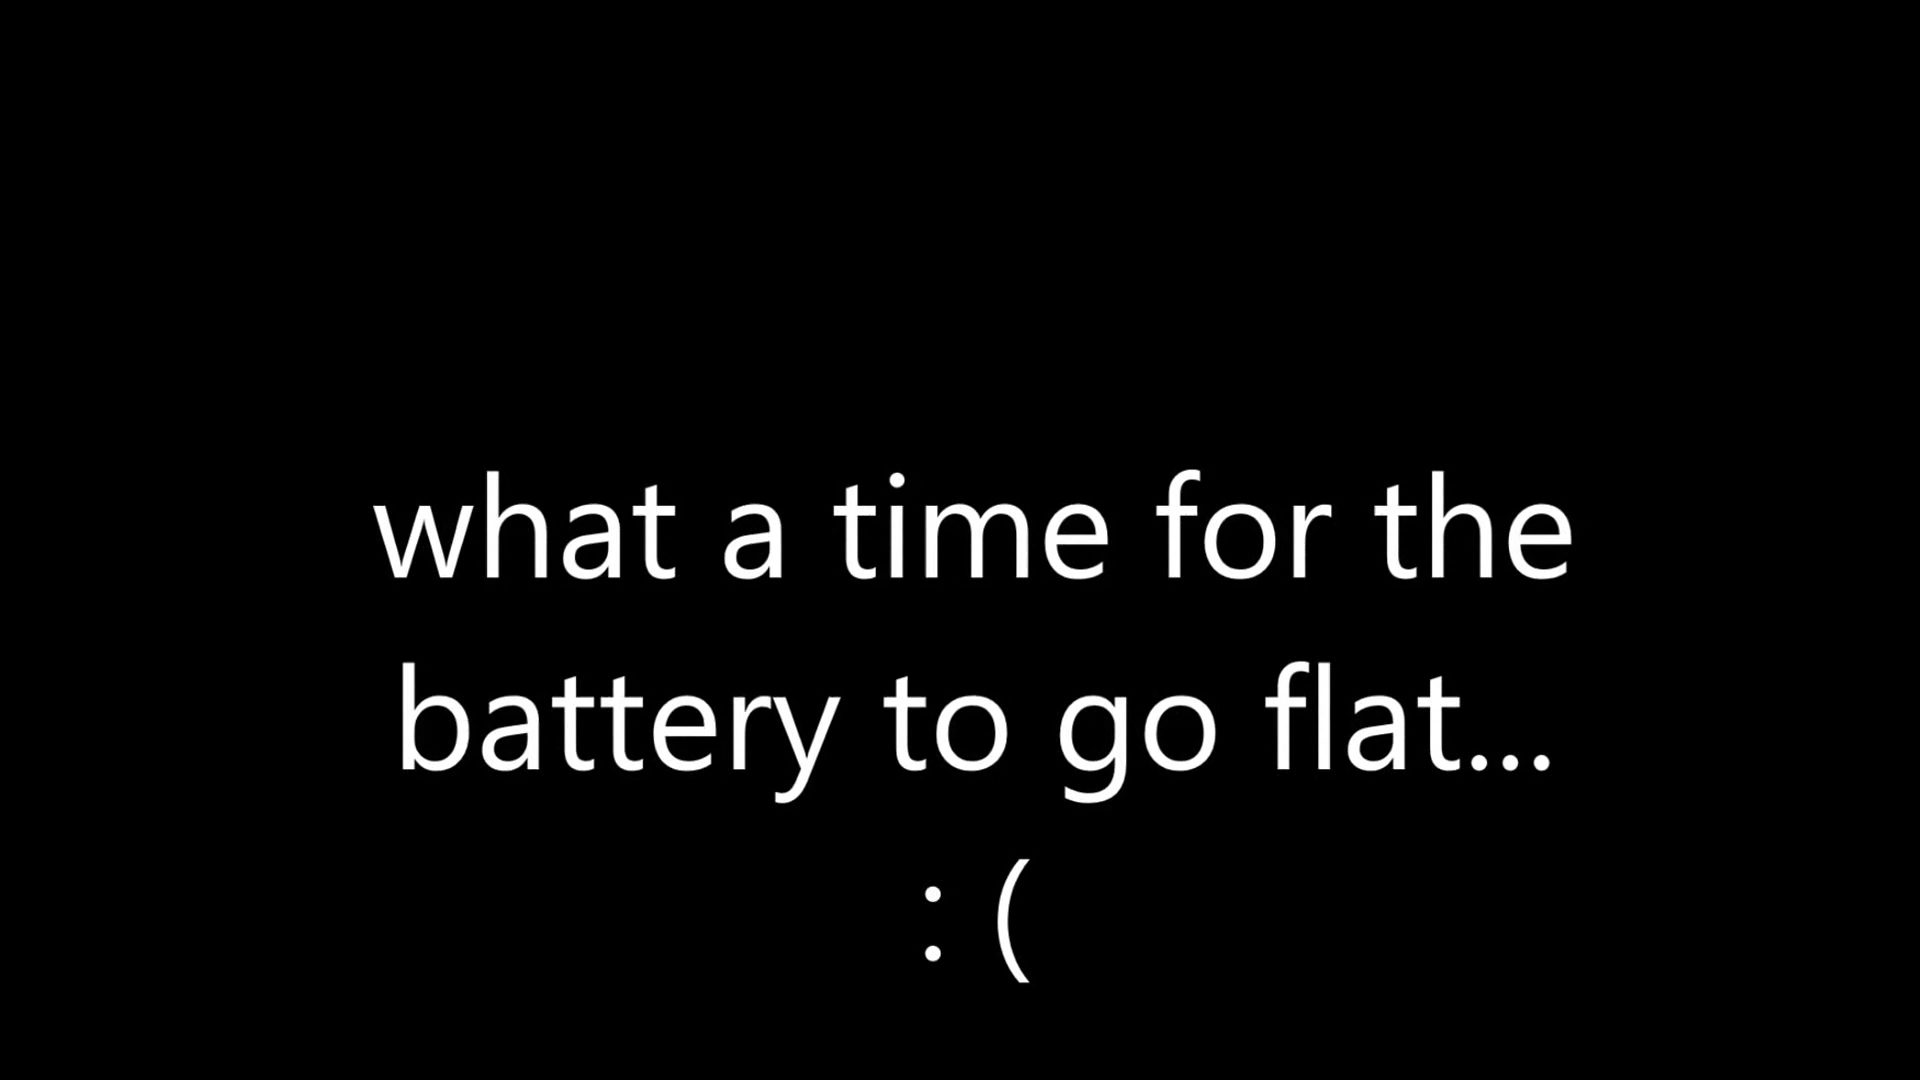 what a time for the
battery to go flat...
: (